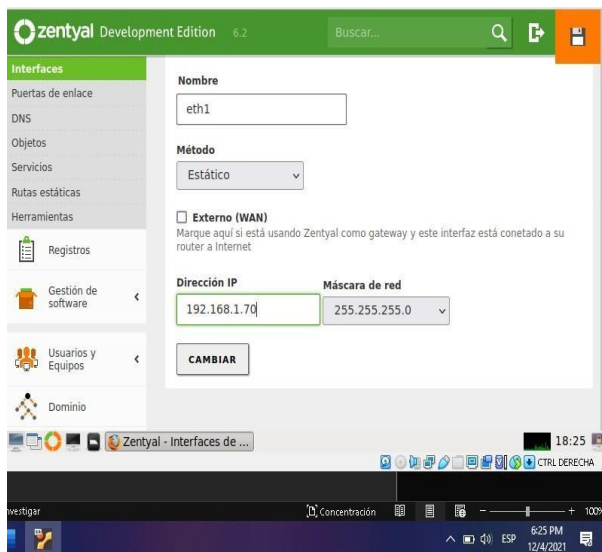 zentyal Development Edition 6.2
Buscar...
Interfaces
Puertas de enlace
DNS
Objetos
Servicios
Rutas estáticas
Herramientas
Registros
Gestión de
software
Usuarios y
Equipos
Dominio
Nombre
eth1
Método
Estático
Externo (WAN)
Marque aquí si está usando Zentyal como gateway y este interfaz está conetado a su
router a Internet
Dirección IP
Máscara de red
192.168.1.70
255.255.255.0
CAMBIAR
Zentyal - Interfaces de ...
18:25
CTRL DERECHA
nvestigar
Concentración
100%
ESP
6:25 PM
12/4/2021